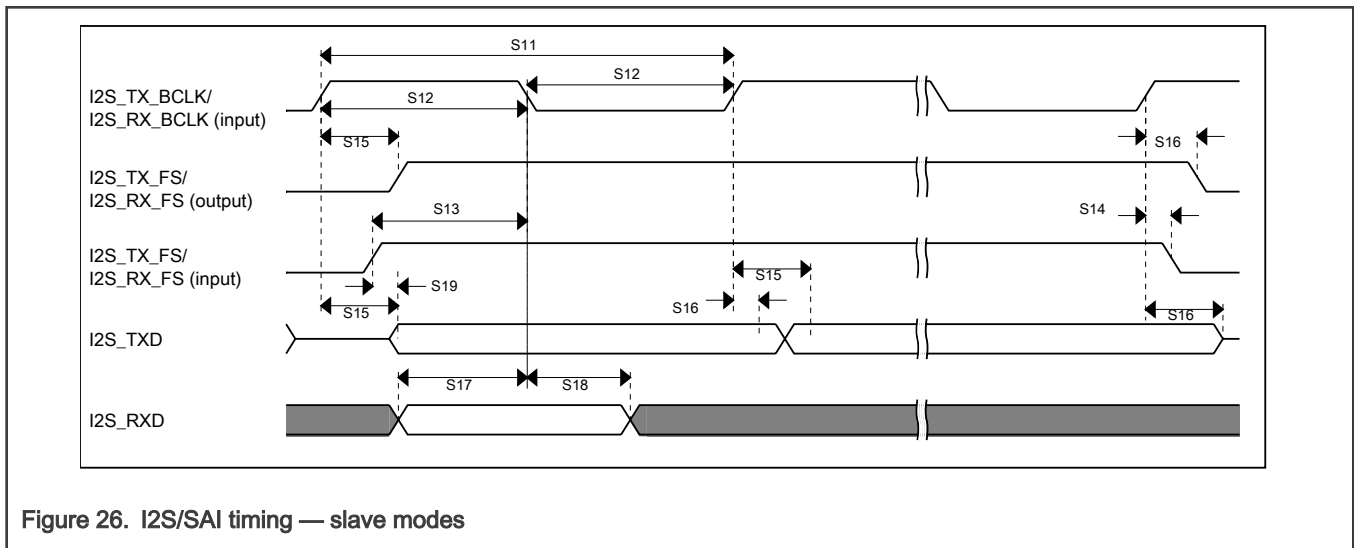 S11
S12
I2S_TX_BCLK/
I2S_RX_BCLK (input)
S12
S15
S16
I2S_TX_FS/
I2S_RX_FS (output)
S13
S14
I2S_TX_FS/
I2S_RX_FS (input)
S15
S19
S16
S15
S16
I2S_TXD
S17
S18
I2S_RXD
Figure 26. I2S/SAI timing — slave modes